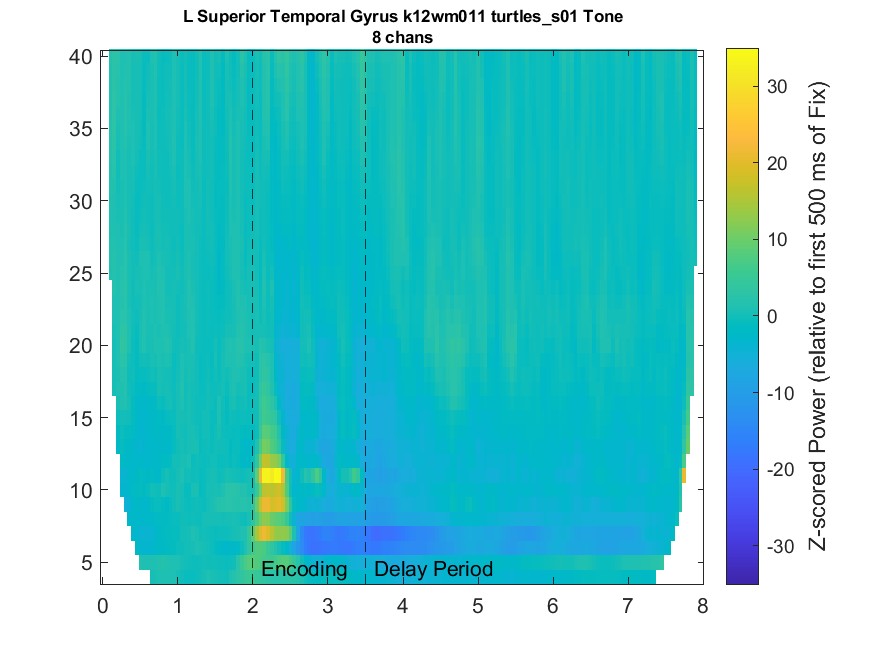 L Superior Temporal Gyrus k12wm011 turtles_s01 Tone
8 chans
40
35
30
25
20
15
10
5
Encoding
Delay Period
0 1 2 3 4 5 6 7 8
30
20
10
0
-10
-20
-30
Z-scored Power (relative to first 500 ms of Fix)